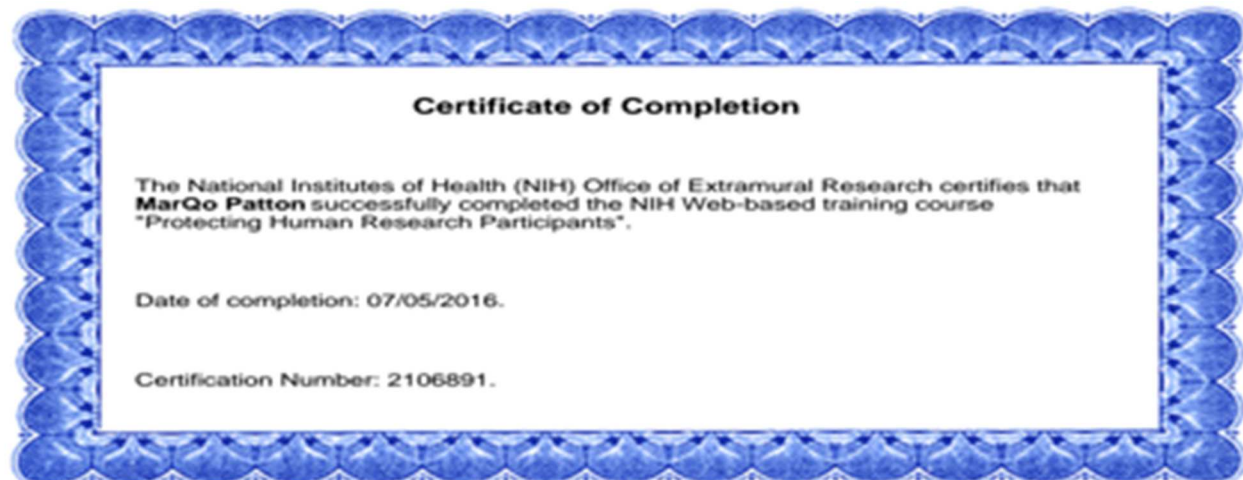 Certificate of Completion
The National Institutes of Health (NIH) Office of Extramural Research certifies that
MarQo Patton successfully completed the NIH Web-based training course
"Protecting Human Research Participants".
Date of completion: 07/05/2016.
Certification Number: 2106891.